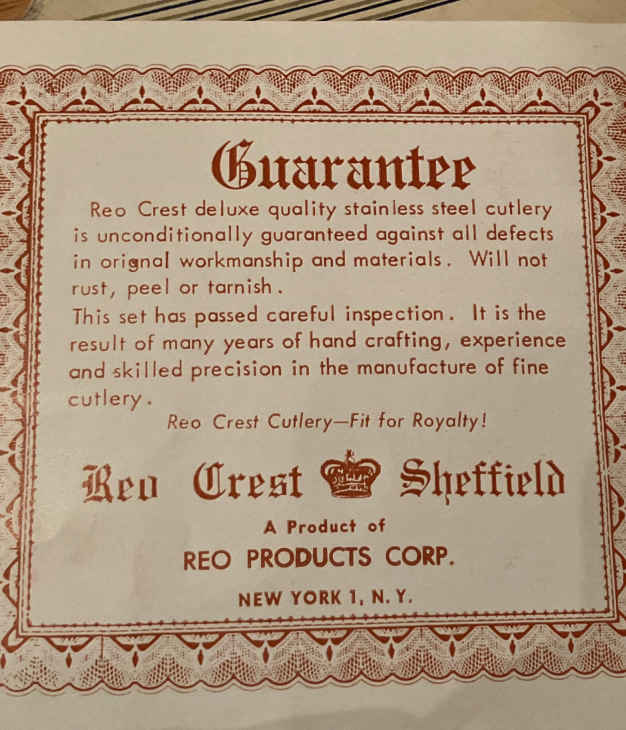 Guarantee
Reo Crest deluxe quality stainless steel cutlery
is unconditionally guaranteed against all defects
in orignal workmanship and materials. Will not
rust, peel or tarnish.
This set has passed careful inspection. It is the
result of many years of hand crafting, experience
and skilled precision in the manufacture of fine
cutlery.
Reo Crest Cutlery—Fit for Royalty!
Reo Crest Sheffield
A Product of
REO PRODUCTS CORP.
NEW YORK 1, N. Y.